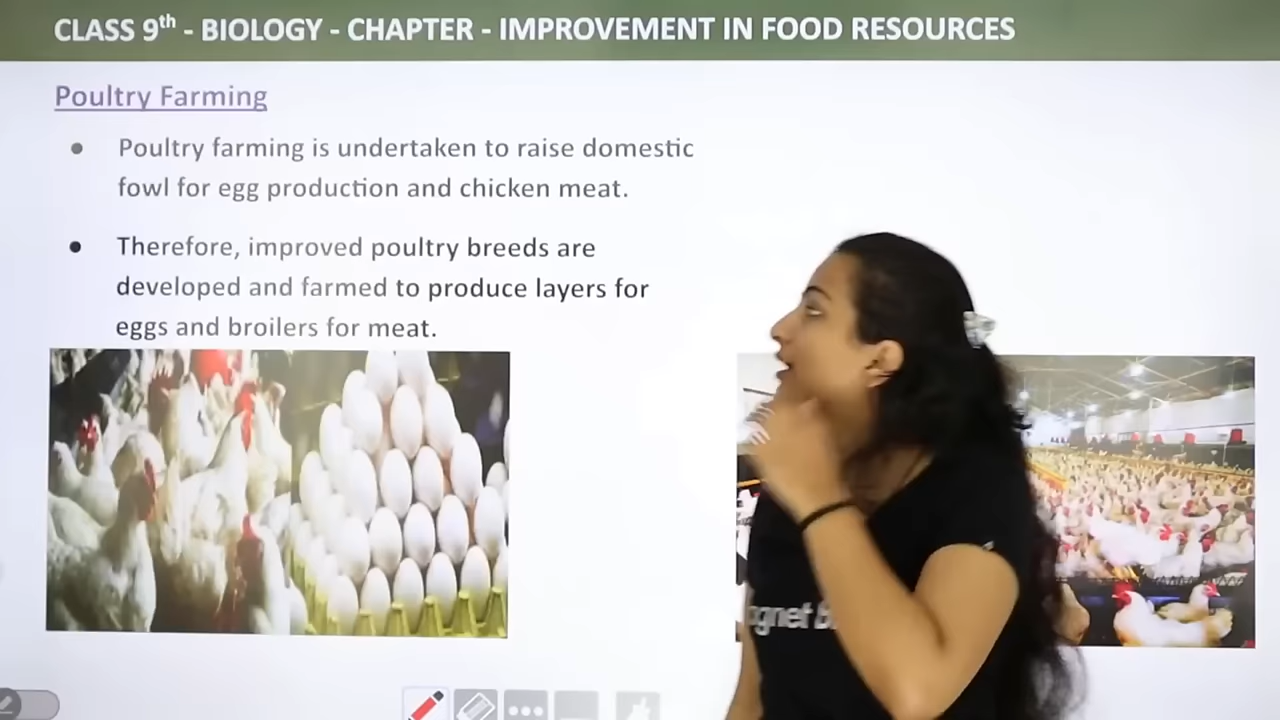 CLASS 9th - BIOLOGY - CHAPTER - IMPROVEMENT IN FOOD RESOURCES
Poultry Farming
• Poultry farming is undertaken to raise domestic
fowl for egg production and chicken meat.
• Therefore, improved poultry breeds are
developed and farmed to produce layers for
eggs and broilers for meat.